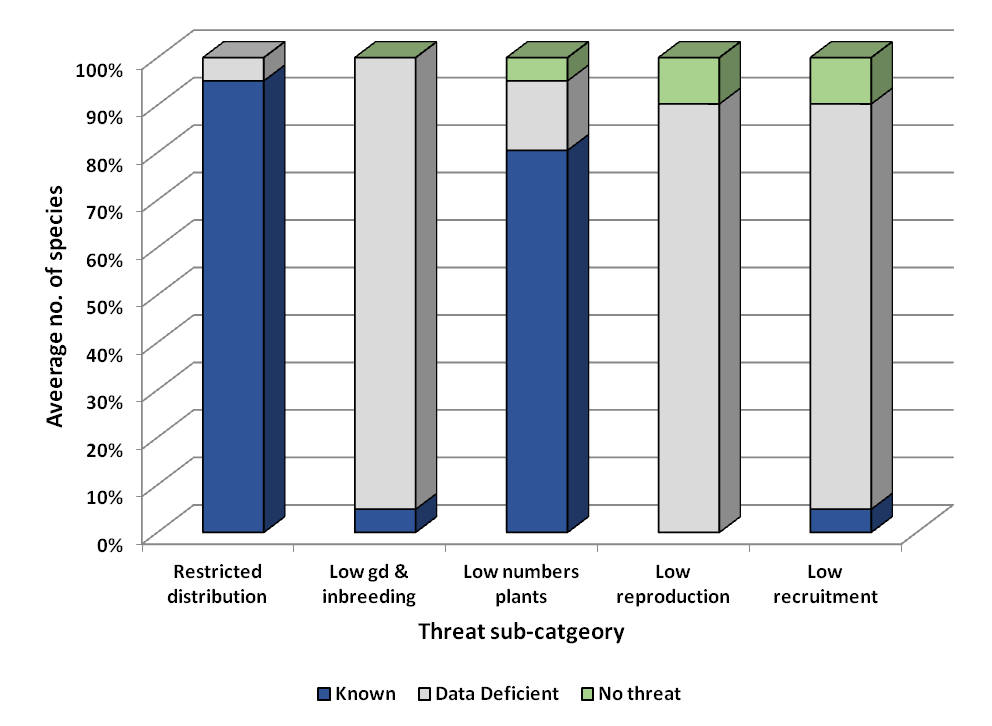 100%
90%
80%
70%
60%
50%
40%
30%
20%
10%
0%
Aveerage no. of species
Restricted
distribution
Low gd &
inbreeding
Low numbers
plants
Low
reproduction
Low
recruitment
Threat sub-catgeory
Known
Data Deficient
No threat